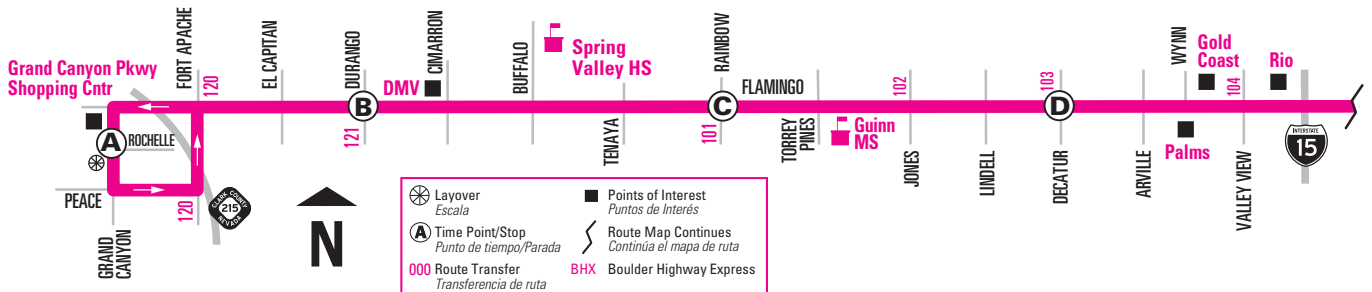 Grand Canyon Pkwy
Shopping Cntr
FORT APACHE
120
EL CAPITAN
DURANGO
B
121
DMV
CIMARRON
BUFFALO
Spring
Valley HS
TENAYA
RAINBOW
C
101
FLAMINGO
TORREY
PINES
Guinn
MS
102
JONES
LINDELL
103
D
DECATUR
ARVILLE
WYNN
Palms
Gold
Coast
104
VALLEY VIEW
Rio
INTERSTATE
15
A
ROCHELLE
PEACE
120
CLARK COUNTY
215
NEVADA
GRAND
CANYON
N
Layover
Escala
A Time Point/Stop
Punto de tiempo/Parada
000 Route Transfer
Transferencia de ruta
Points of Interest
Puntos de Interés
Route Map Continues
Continúa el mapa de ruta
BHX Boulder Highway Express